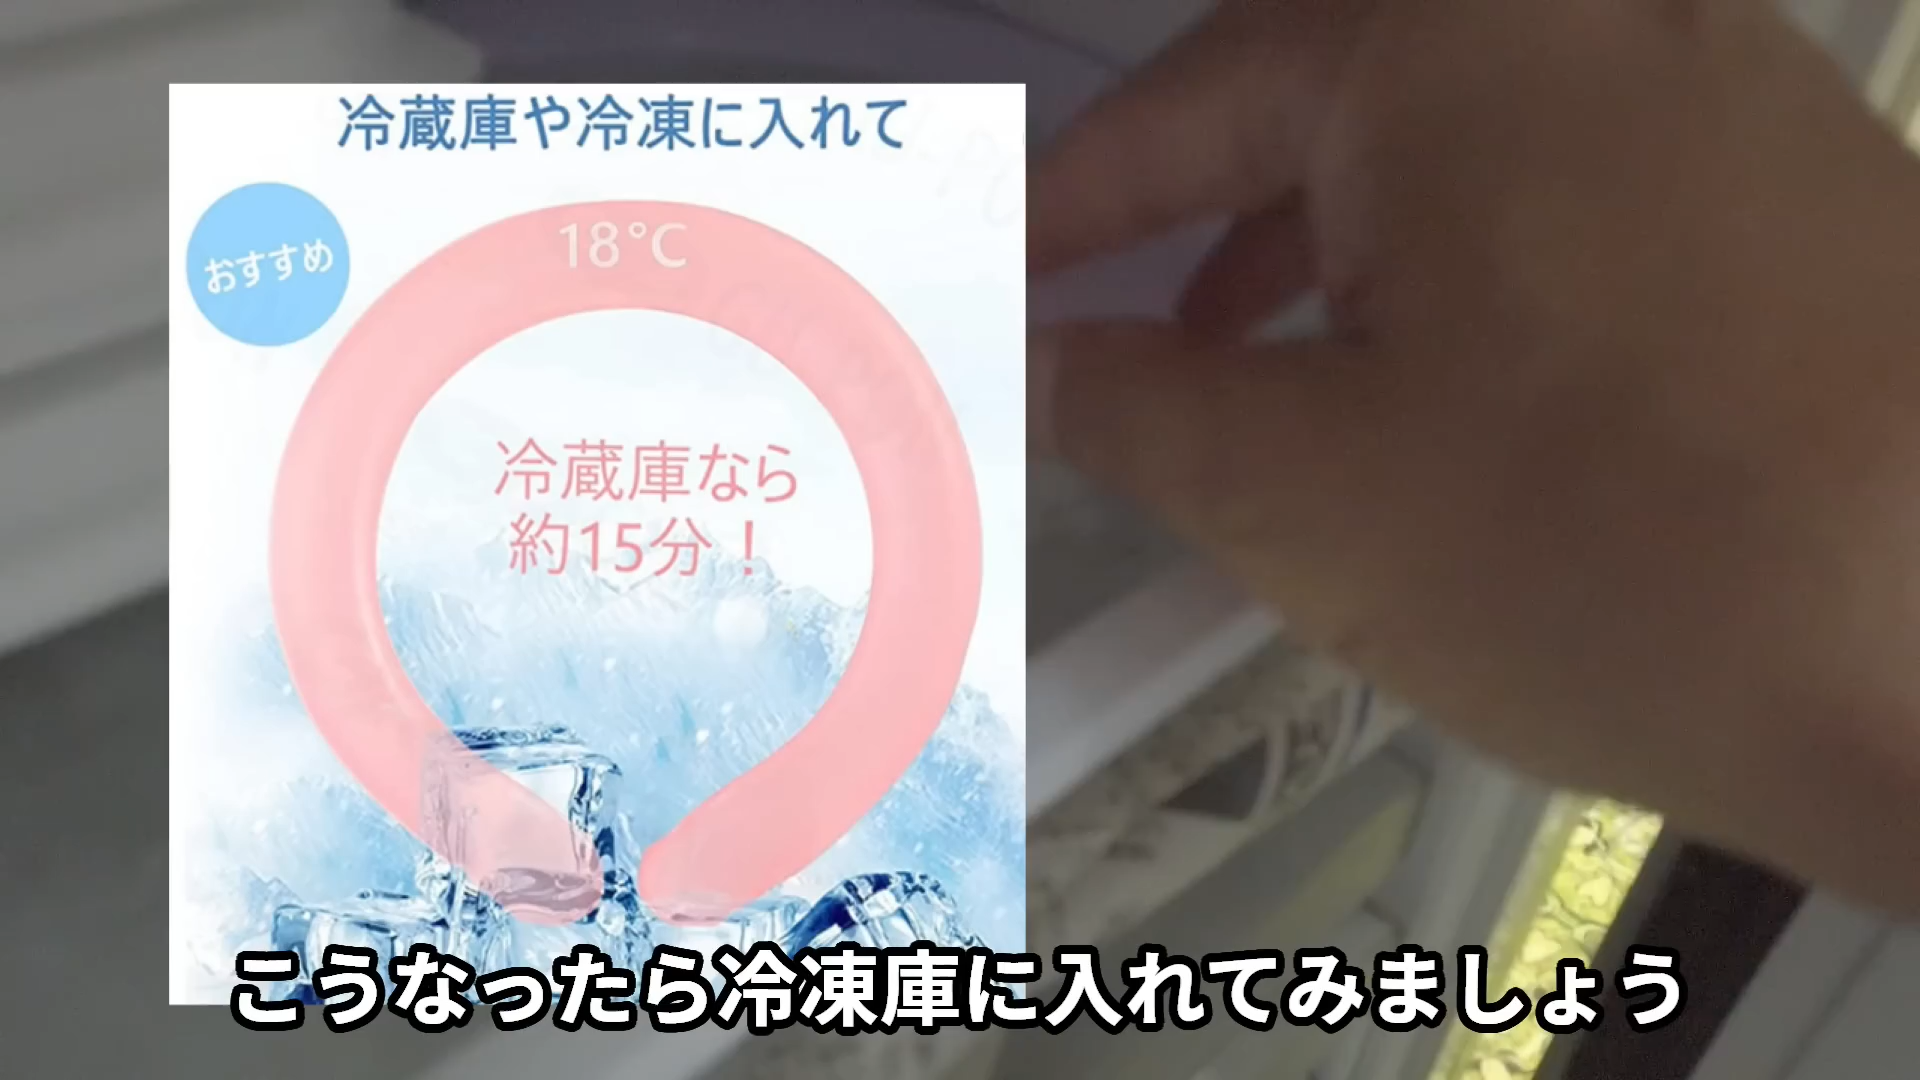 冷蔵庫や冷凍に入れて
おすすめ
18°C
冷蔵庫なら
約15分！
こうなったら冷凍庫に入れてみましょう